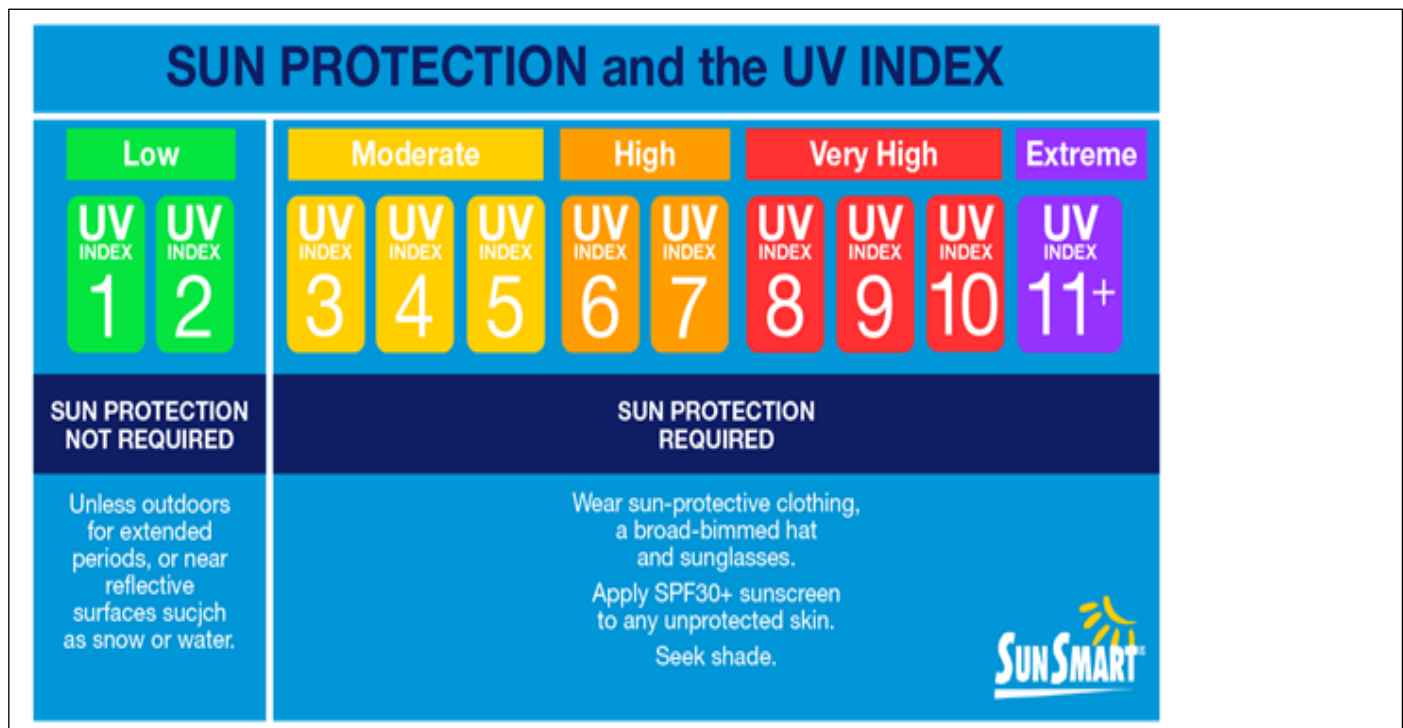 SUN PROTECTION and the UV INDEX
Low
Moderate
High
Very High
Extreme
UV INDEX 1
UV INDEX 2
UV INDEX 3
UV INDEX 4
UV INDEX 5
UV INDEX 6
UV INDEX 7
UV INDEX 8
UV INDEX 9
UV INDEX 10
UV INDEX 11+
SUN PROTECTION
NOT REQUIRED
Unless outdoors
for extended
periods, or near
reflective
surfaces sucjch
as snow or water.
SUN PROTECTION
REQUIRED
Wear sun-protective clothing,
a broad-bimmed hat
and sunglasses.
Apply SPF30+ sunscreen
to any unprotected skin.
Seek shade.
SUNSMART